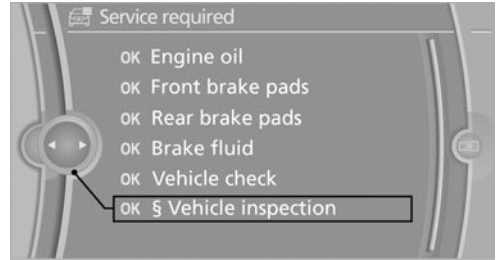 Service required
OK Engine oil
OK Front brake pads
OK Rear brake pads
OK Brake fluid
OK Vehicle check
OK § Vehicle inspection